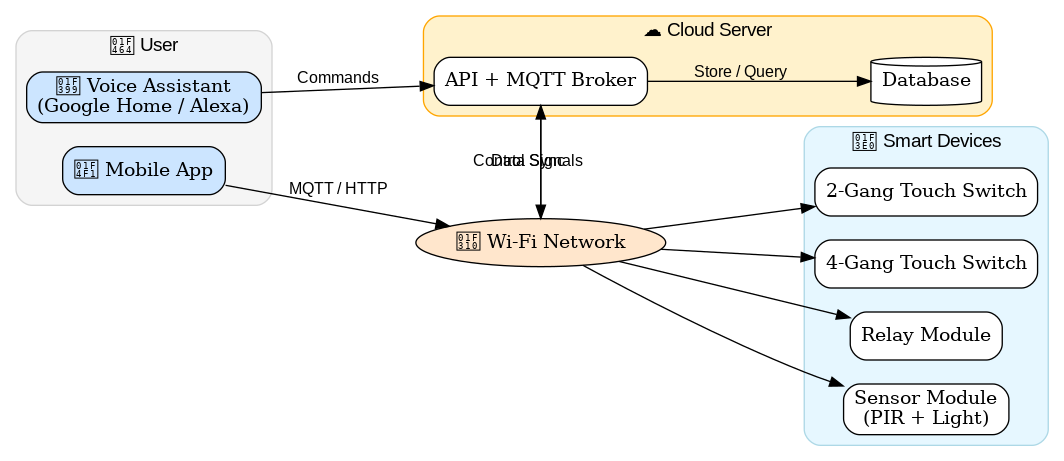 User
Voice Assistant
(Google Home / Alexa)
Mobile App
Commands
MQTT / HTTP
☁ Cloud Server
API + MQTT Broker
Store / Query
Database
Control Signals
Data Sync
Wi-Fi Network
Smart Devices
2-Gang Touch Switch
4-Gang Touch Switch
Relay Module
Sensor Module
(PIR + Light)